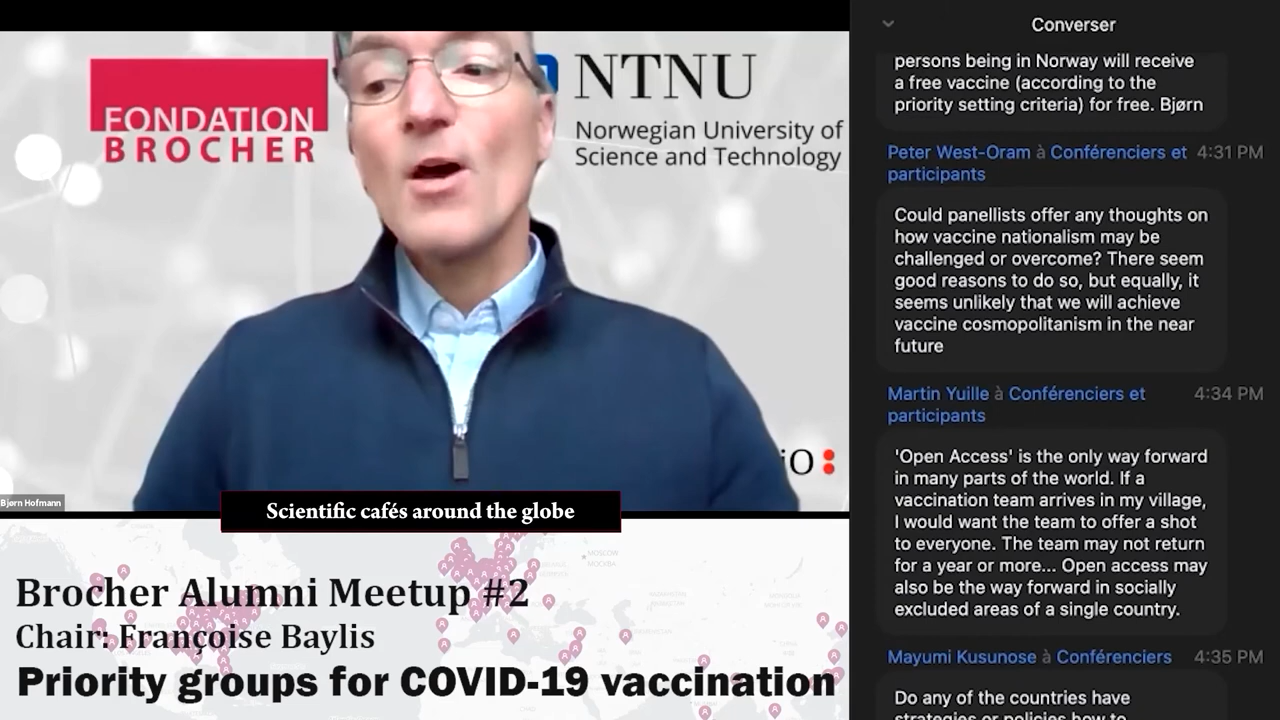 FONDATION
BROCHER
NTNU
Norwegian University of
Science and Technology
iO
Bjørn Hofmann
Scientific cafés around the globe
MOSCOW
МОСКВА
Brocher Alumni Meetup #2
Chair: Françoise Baylis
Priority groups for COVID-19 vaccination
Converser
persons being in Norway will receive
a free vaccine (according to the
priority setting criteria) for free. Bjørn
Peter West-Oram à Conférenciers et 4:31 PM
participants
Could panellists offer any thoughts on
how vaccine nationalism may be
challenged or overcome? There seem
good reasons to do so, but equally, it
seems unlikely that we will achieve
vaccine cosmopolitanism in the near
future
Martin Yuille à Conférenciers et 4:34 PM
participants
'Open Access' is the only way forward
in many parts of the world. If a
vaccination team arrives in my village,
I would want the team to offer a shot
to everyone. The team may not return
for a year or more... Open access may
also be the way forward in socially
excluded areas of a single country.
Mayumi Kusunose à Conférenciers 4:35 PM
Do any of the countries have
strategies or policies how to